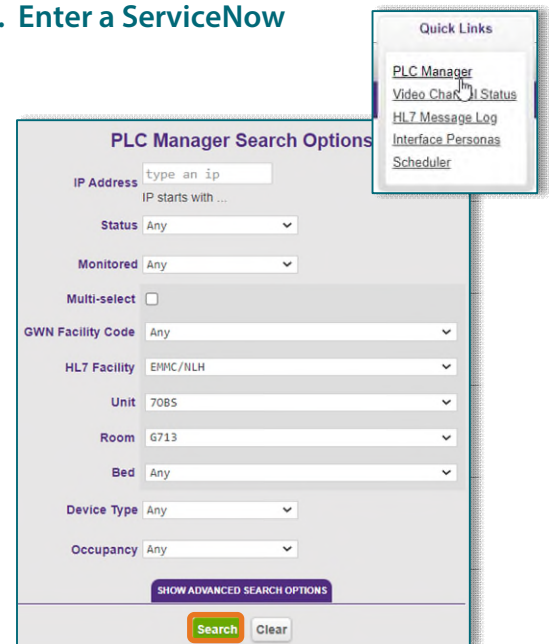 . Enter a ServiceNow
Quick Links
PLC Manager
Video Channel Status
HL7 Message Log
Interface Personas
Scheduler
PLC Manager Search Options
IP Address type an ip
IP starts with ...
Status Any
Monitored Any
Multi-select
GWN Facility Code Any
HL7 Facility EMMC/NLH
Unit 7OBS
Room G713
Bed Any
Device Type Any
Occupancy Any
SHOW ADVANCED SEARCH OPTIONS
Search Clear